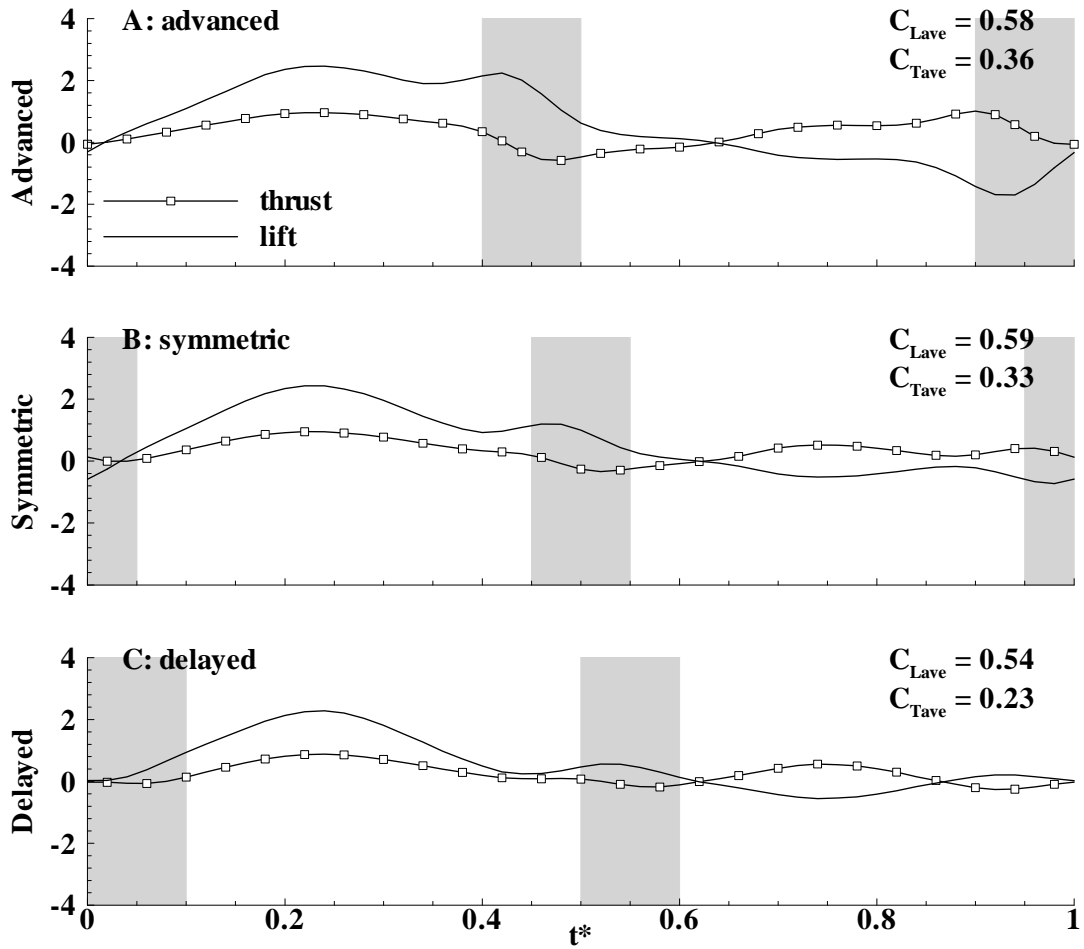 A: advanced
C_Lave = 0.58
C_Tave = 0.36
4
2
0
-2
-4
Advanced
thrust
lift
B: symmetric
C_Lave = 0.59
C_Tave = 0.33
4
2
0
-2
-4
Symmetric
C: delayed
C_Lave = 0.54
C_Tave = 0.23
4
2
0
-2
-4
Delayed
0 0.2 0.4 0.6 0.8 1
t*